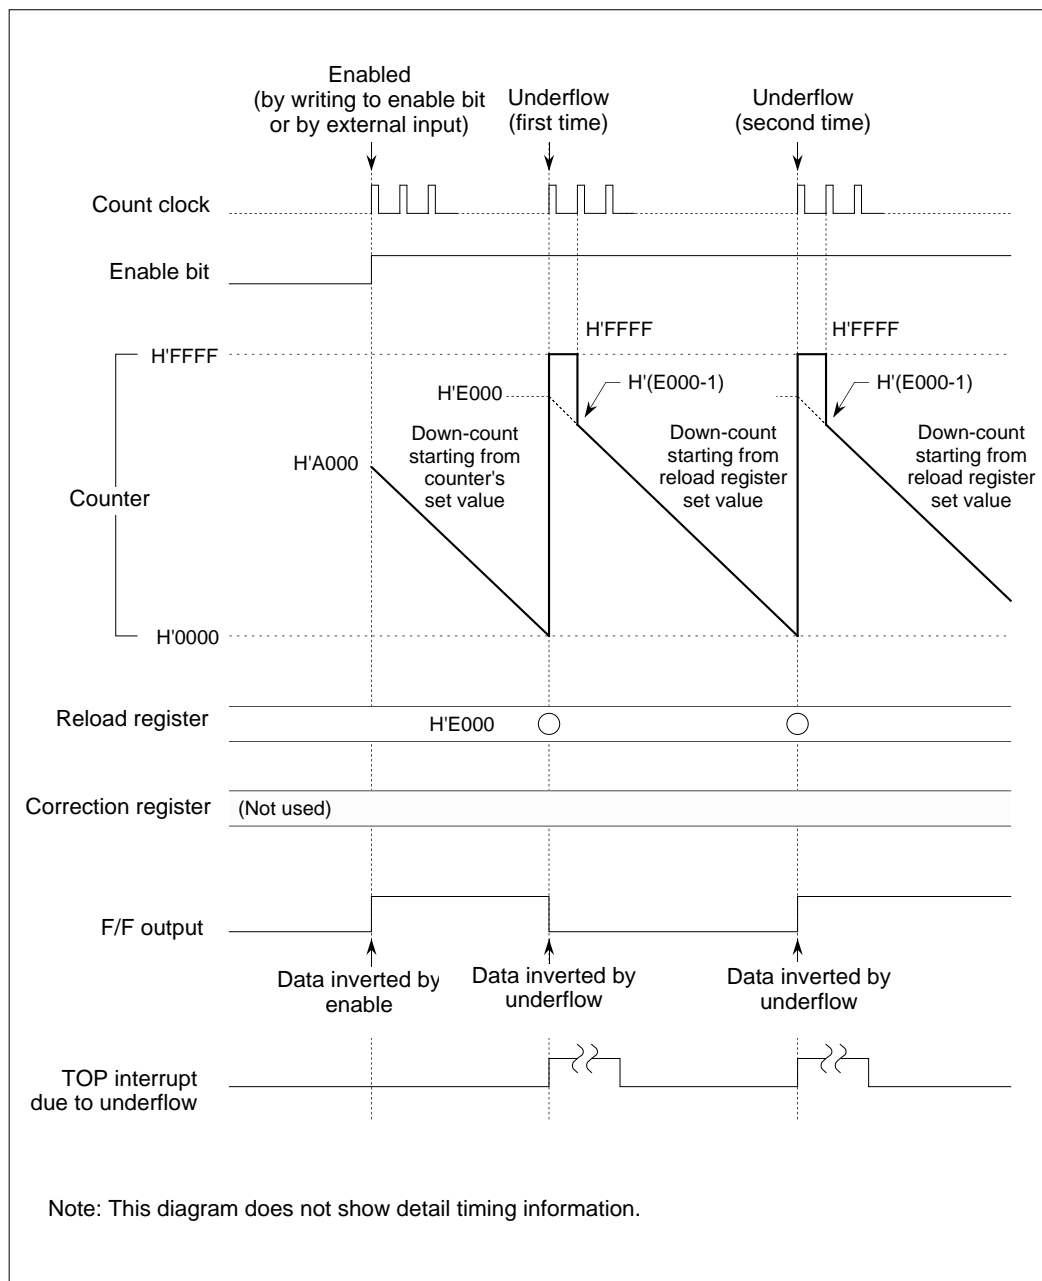 Enabled
(by writing to enable bit
or by external input)
Underflow
(first time)
Underflow
(second time)
Count clock
Enable bit
H'FFFF
H'FFFF
H'FFFF
H'E000
H'(E000-1)
H'(E000-1)
Down-count
starting from
counter's
set value
Down-count
starting from
reload register
set value
Down-count
starting from
reload register
set value
H'A000
Counter
H'0000
Reload register
H'E000
Correction register
(Not used)
F/F output
Data inverted by
enable
Data inverted by
underflow
Data inverted by
underflow
TOP interrupt
due to underflow
Note: This diagram does not show detail timing information.